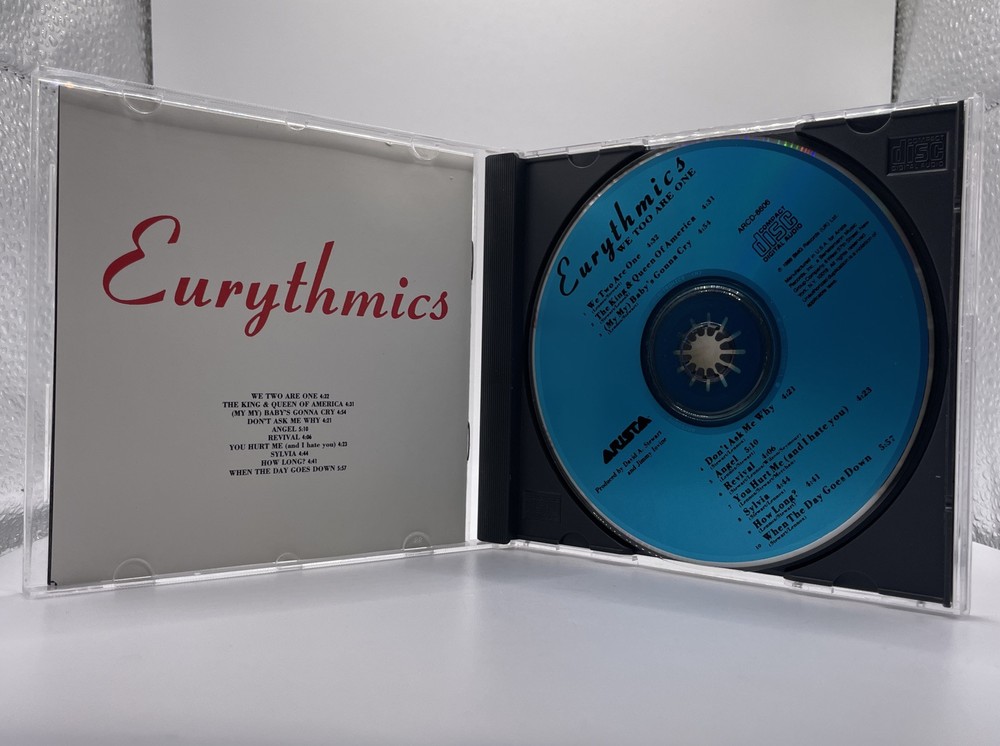 Eurythmics
WE TWO ARE ONE 4:32
THE KING & QUEEN OF AMERICA 4:31
(MY MY) BABY'S GONNA CRY 4:54
DON'T ASK ME WHY 4:21
ANGEL 5:10
REVIVAL 4:06
YOU HURT ME (and I hate you) 4:23
SYLVIA 4:44
HOW LONG? 4:41
WHEN THE DAY GOES DOWN 5:57
Eurythmics
WE TOO ARE ONE
We Two Are One 4:32
The King & Queen Of America 4:31
(My My) Baby's Gonna Cry 4:54
ARCD-8606
COMPACT
disc
DIGITAL AUDIO
ARISTA
Produced by David A. Stewart
and Jimmy Iovine
Don't Ask Me Why 4:21
Angel 5:10
Revival 4:06
You Hurt Me (and I hate you) 4:23
Sylvia 4:44
How Long? 4:41
When The Day Goes Down 5:57
COMPACT
disc
DIGITAL AUDIO